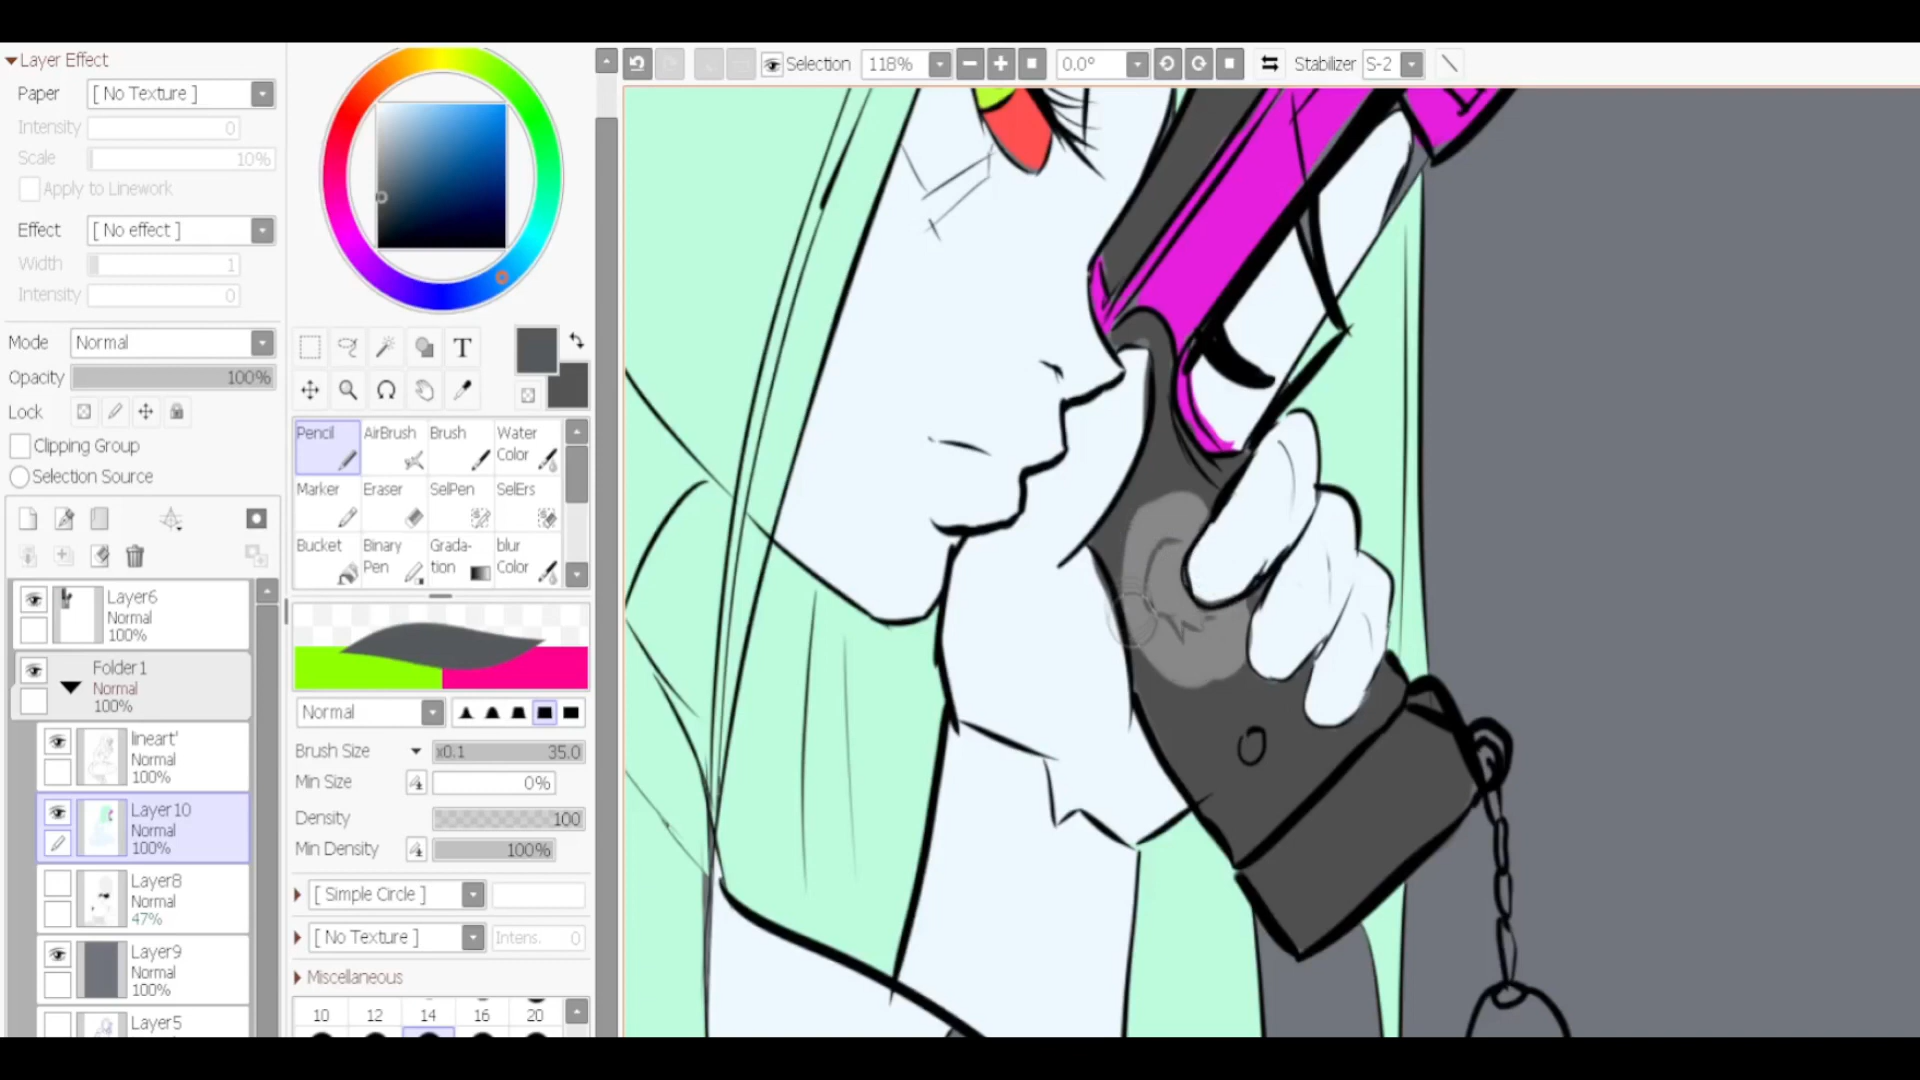 Layer Effect
Paper [ No Texture ]
Intensity 0
Scale 10%
Apply to Linework
Effect [ No effect ]
Width 1
Intensity 0
Mode Normal
Opacity 100%
Lock
Clipping Group
Selection Source
Layer6
Normal
100%
Folder1
Normal
100%
lineart'
Normal
100%
Layer10
Normal
100%
Layer8
Normal
47%
Layer9
Normal
100%
Layer5
T
Pencil AirBrush Brush Water Color
Marker Eraser SelPen SelErs
Bucket Binary Pen Grada- tion blur Color
Normal
Brush Size x0.1 35.0
Min Size 0%
Density 100
Min Density 100%
[ Simple Circle ]
[ No Texture ] Intens. 0
Miscellaneous
10 12 14 16 20
Selection 118% 0.0° Stabilizer S-2